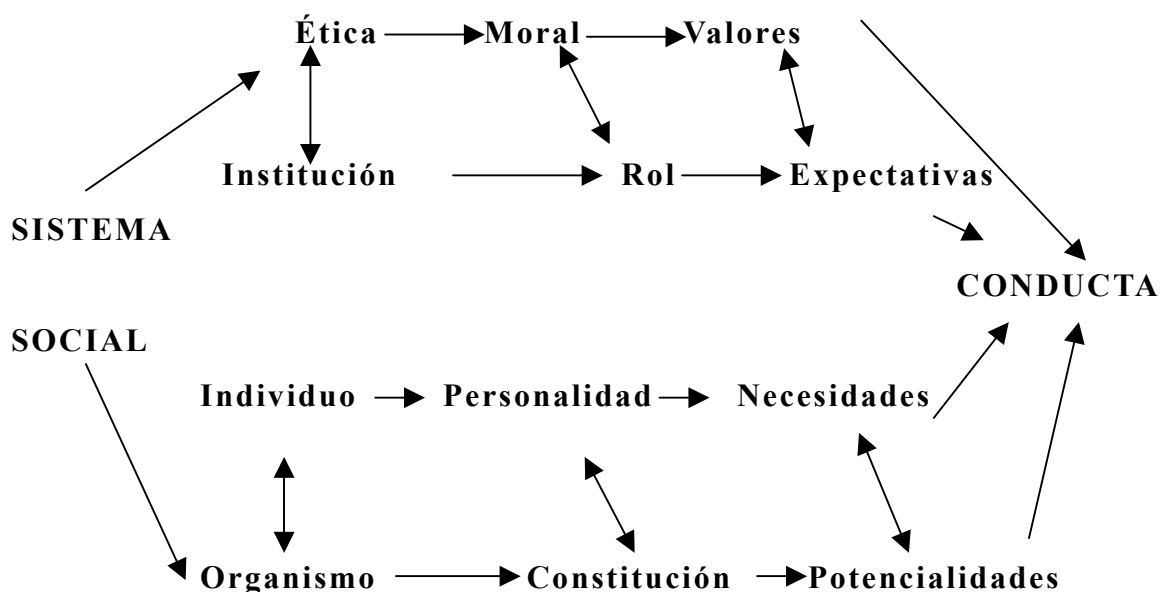 Ética Moral Valores
Institución Rol Expectativas
SISTEMA
CONDUCTA
SOCIAL
Individuo Personalidad Necesidades
Organismo Constitución Potencialidades